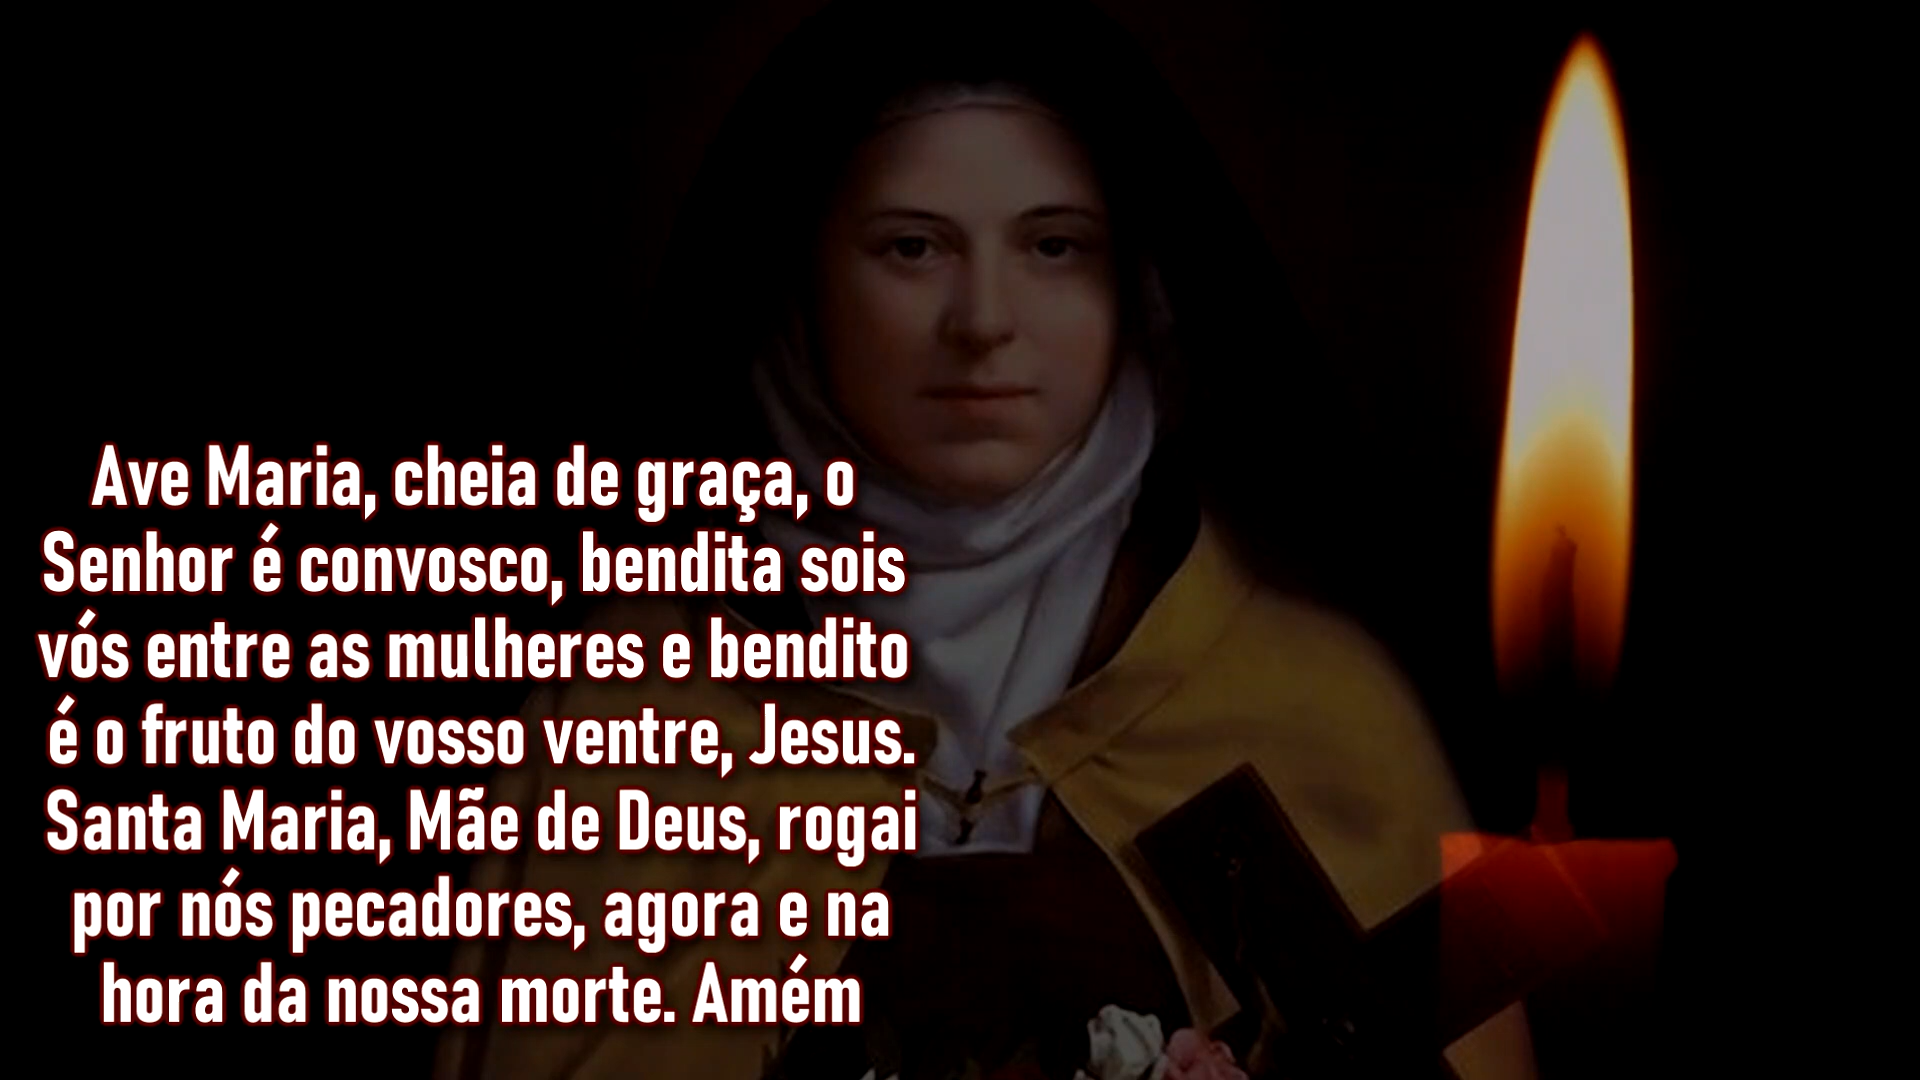 Ave Maria, cheia de graça, o
Senhor é convosco, bendita sois
vós entre as mulheres e bendito
é o fruto do vosso ventre, Jesus.
Santa Maria, Mãe de Deus, rogai
por nós pecadores, agora e na
hora da nossa morte. Amém